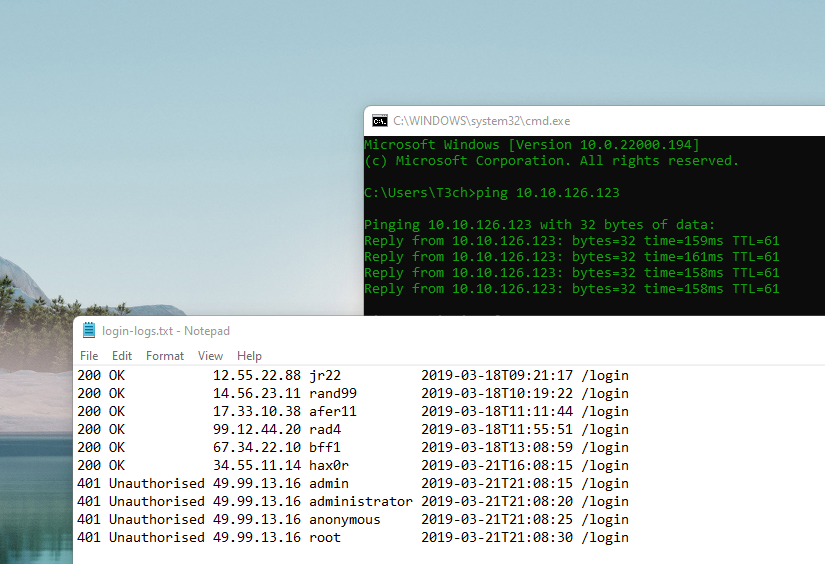 C:\WINDOWS\system32\cmd.exe
Microsoft Windows [Version 10.0.22000.194]
(c) Microsoft Corporation. All rights reserved.
C:\Users\T3ch>ping 10.10.126.123
Pinging 10.10.126.123 with 32 bytes of data:
Reply from 10.10.126.123: bytes=32 time=159ms TTL=61
Reply from 10.10.126.123: bytes=32 time=161ms TTL=61
Reply from 10.10.126.123: bytes=32 time=158ms TTL=61
Reply from 10.10.126.123: bytes=32 time=158ms TTL=61
login-logs.txt - Notepad
File Edit Format View Help
200 OK 12.55.22.88 jr22 2019-03-18T09:21:17 /login
200 OK 14.56.23.11 rand99 2019-03-18T10:19:22 /login
200 OK 17.33.10.38 afer11 2019-03-18T11:11:44 /login
200 OK 99.12.44.20 rad4 2019-03-18T11:55:51 /login
200 OK 67.34.22.10 bff1 2019-03-18T13:08:59 /login
200 OK 34.55.11.14 hax0r 2019-03-21T16:08:15 /login
401 Unauthorised 49.99.13.16 admin 2019-03-21T21:08:15 /login
401 Unauthorised 49.99.13.16 administrator 2019-03-21T21:08:20 /login
401 Unauthorised 49.99.13.16 anonymous 2019-03-21T21:08:25 /login
401 Unauthorised 49.99.13.16 root 2019-03-21T21:08:30 /login